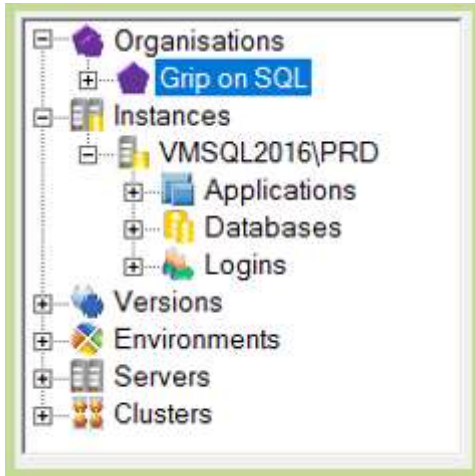 Organisations
Grip on SQL
Instances
VMSQL2016\PRD
Applications
Databases
Logins
Versions
Environments
Servers
Clusters